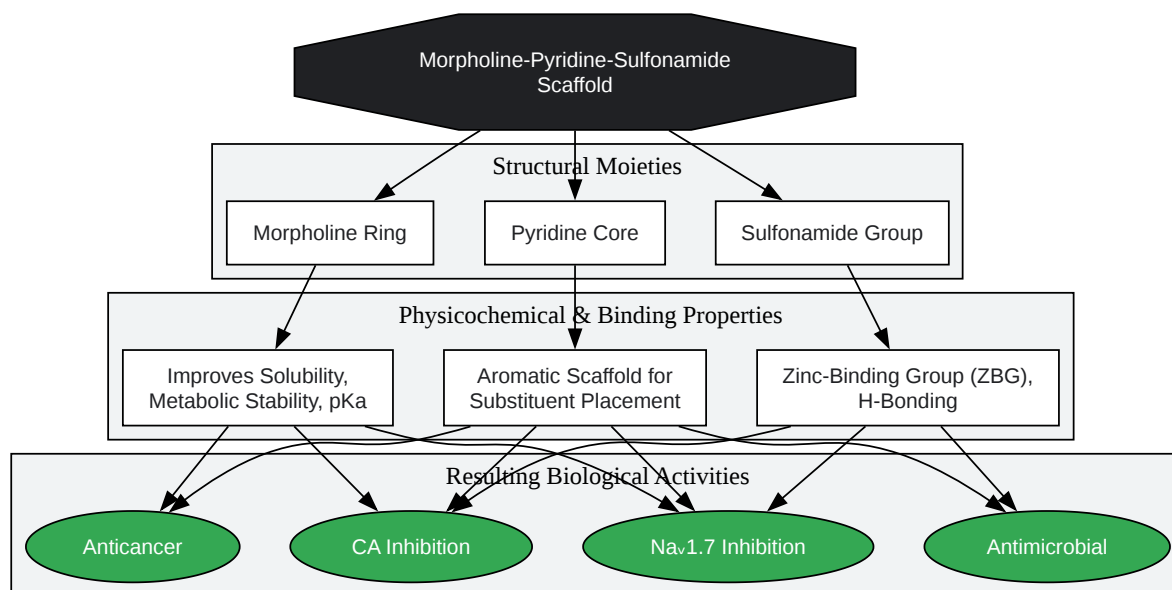 Morpholine-Pyridine-Sulfonamide
Scaffold
Structural Moieties
Morpholine Ring
Pyridine Core
Sulfonamide Group
Physicochemical & Binding Properties
Improves Solubility,
Metabolic Stability, pKa
Aromatic Scaffold for
Substituent Placement
Zinc-Binding Group (ZBG),
H-Bonding
Resulting Biological Activities
Anticancer
CA Inhibition
Naᵥ1.7 Inhibition
Antimicrobial